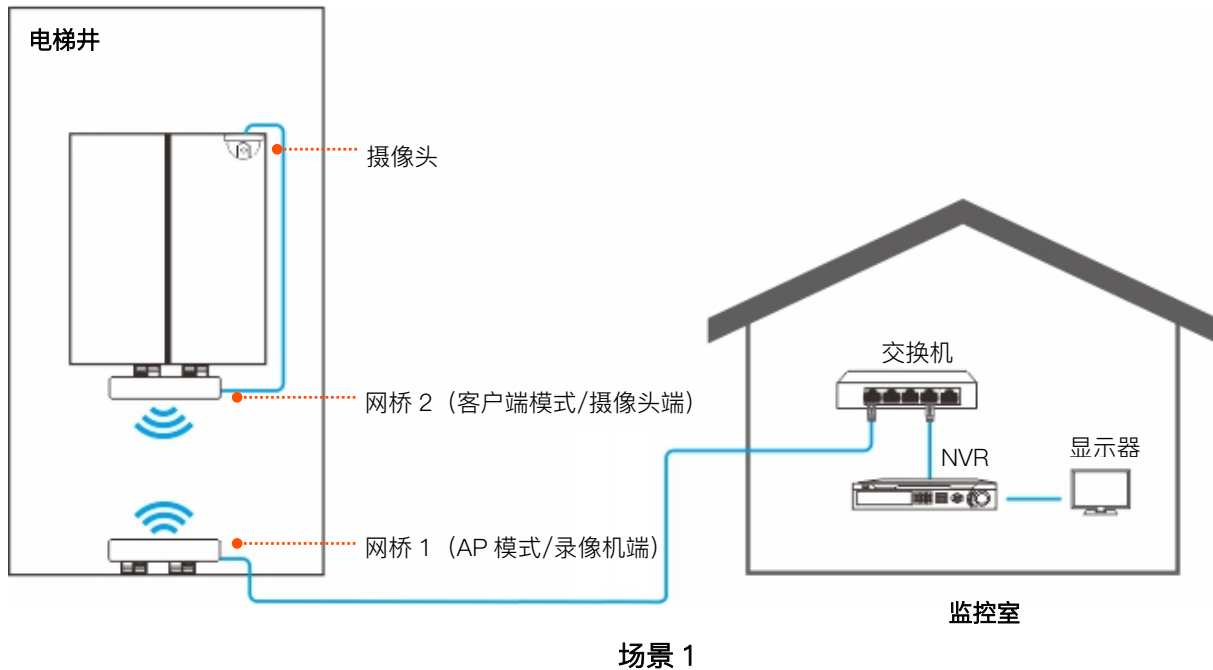 电梯井
摄像头
交换机
网桥 2（客户端模式/摄像头端）
NVR
显示器
网桥 1（AP 模式/录像机端）
监控室
场景 1